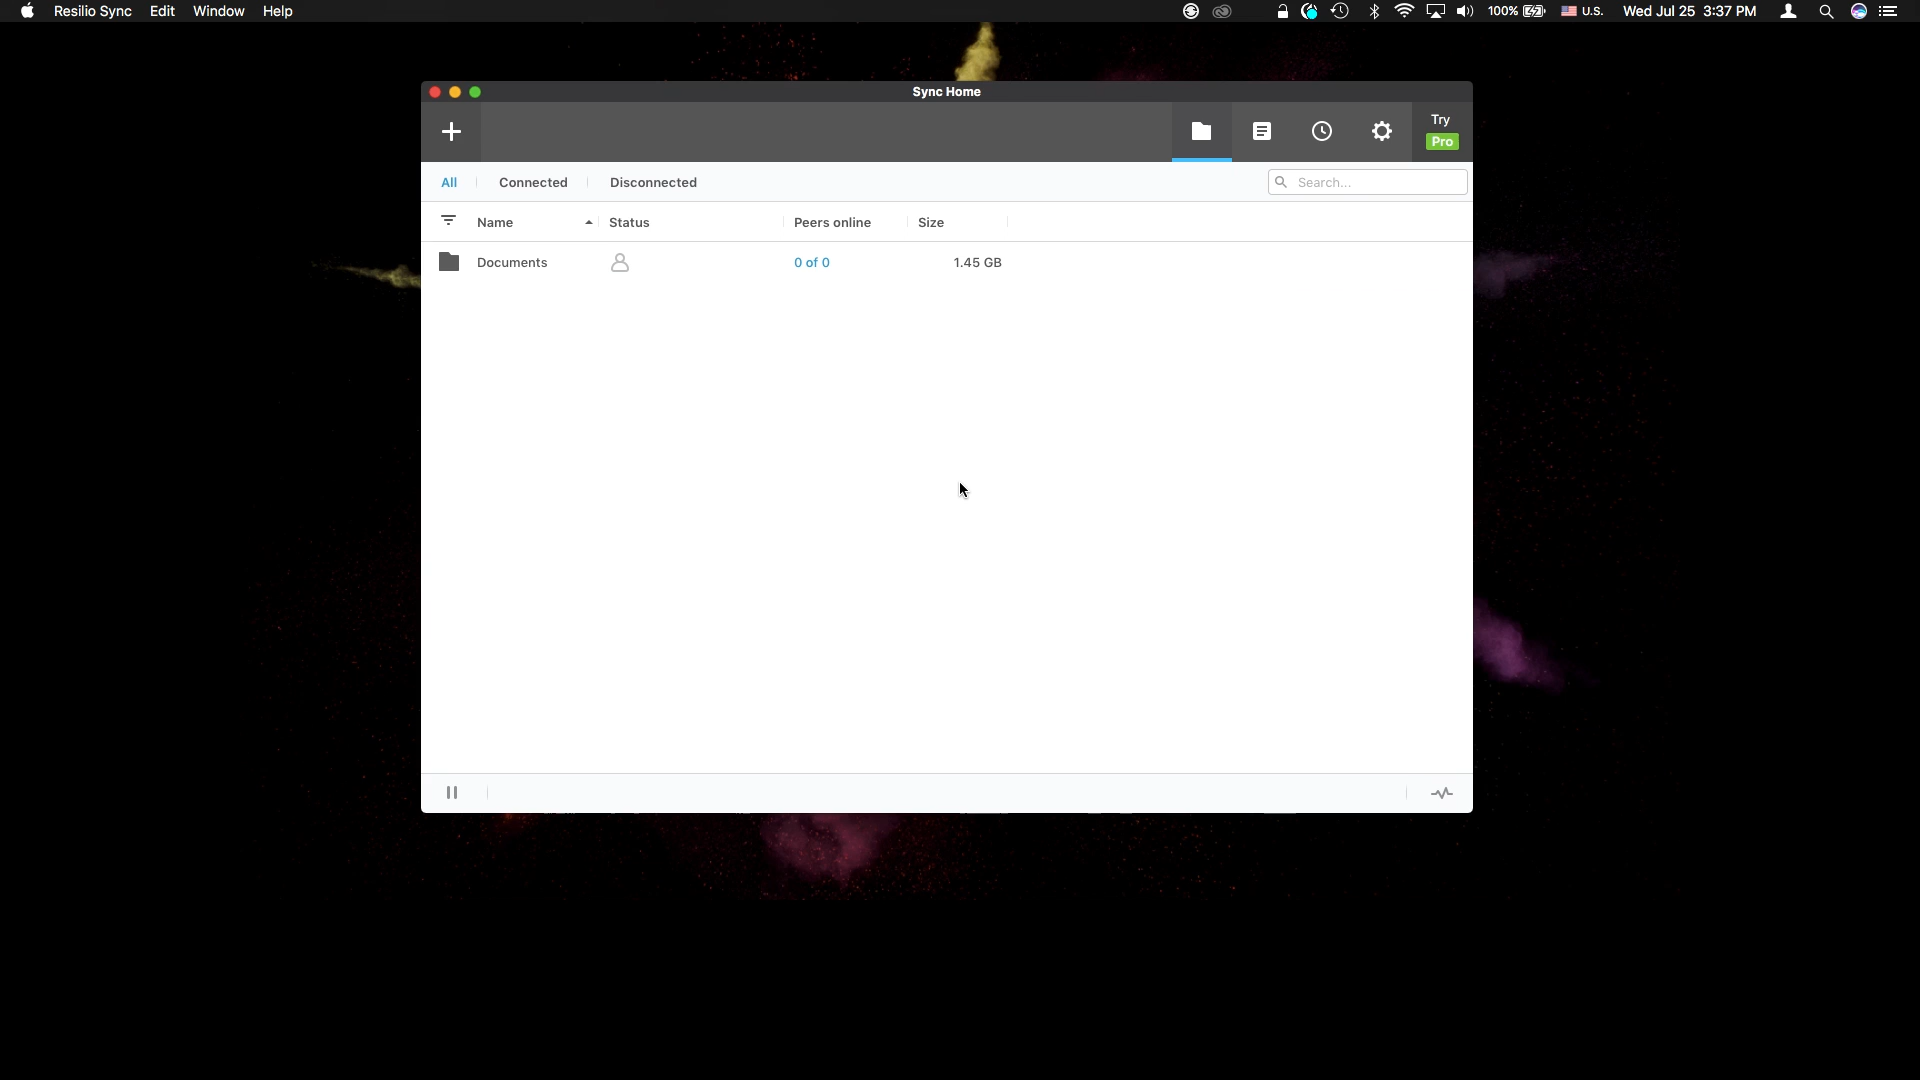 Resilio Sync Edit Window Help 100% U.S. Wed Jul 25 3:37 PM
Sync Home
Try
Pro
All Connected Disconnected Search...
Name Status Peers online Size
Documents 0 of 0 1.45 GB